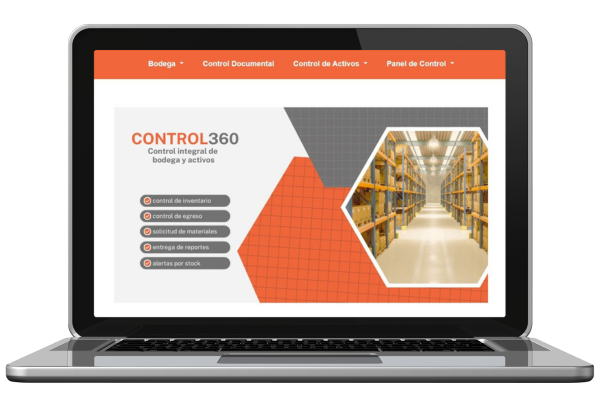 Bodega Control Documental Control de Activos Panel de Control
CONTROL360
Control integral de
bodega y activos
control de inventario
control de egreso
solicitud de materiales
entrega de reportes
alertas por stock